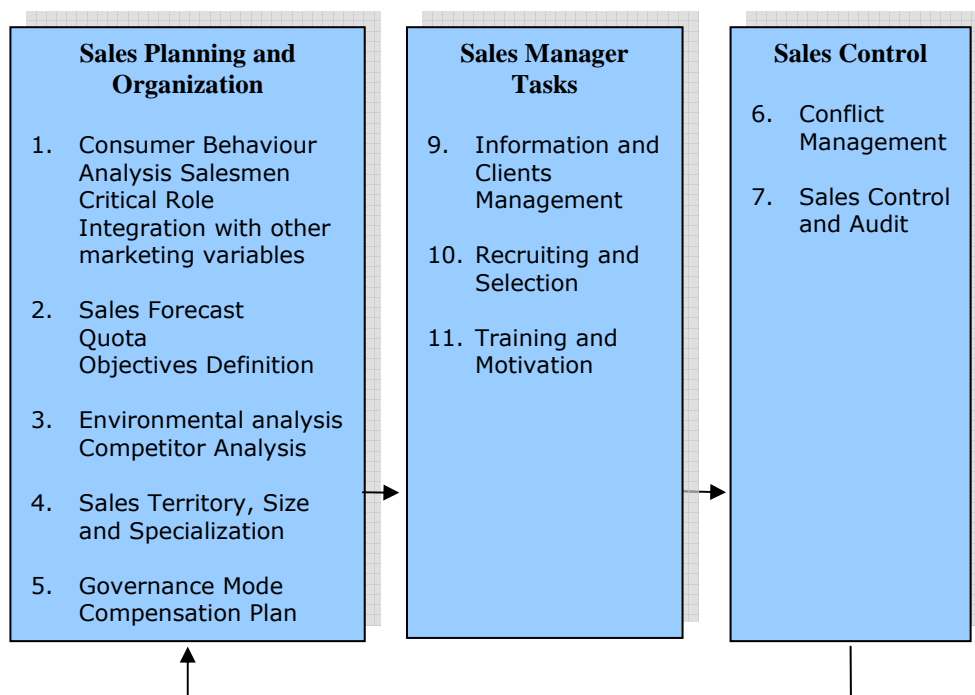 Sales Planning and
Organization
1. Consumer Behaviour
Analysis Salesmen
Critical Role
Integration with other
marketing variables
2. Sales Forecast
Quota
Objectives Definition
3. Environmental analysis
Competitor Analysis
4. Sales Territory, Size
and Specialization
5. Governance Mode
Compensation Plan
Sales Manager
Tasks
9. Information and
Clients
Management
10. Recruiting and
Selection
11. Training and
Motivation
Sales Control
6. Conflict
Management
7. Sales Control
and Audit